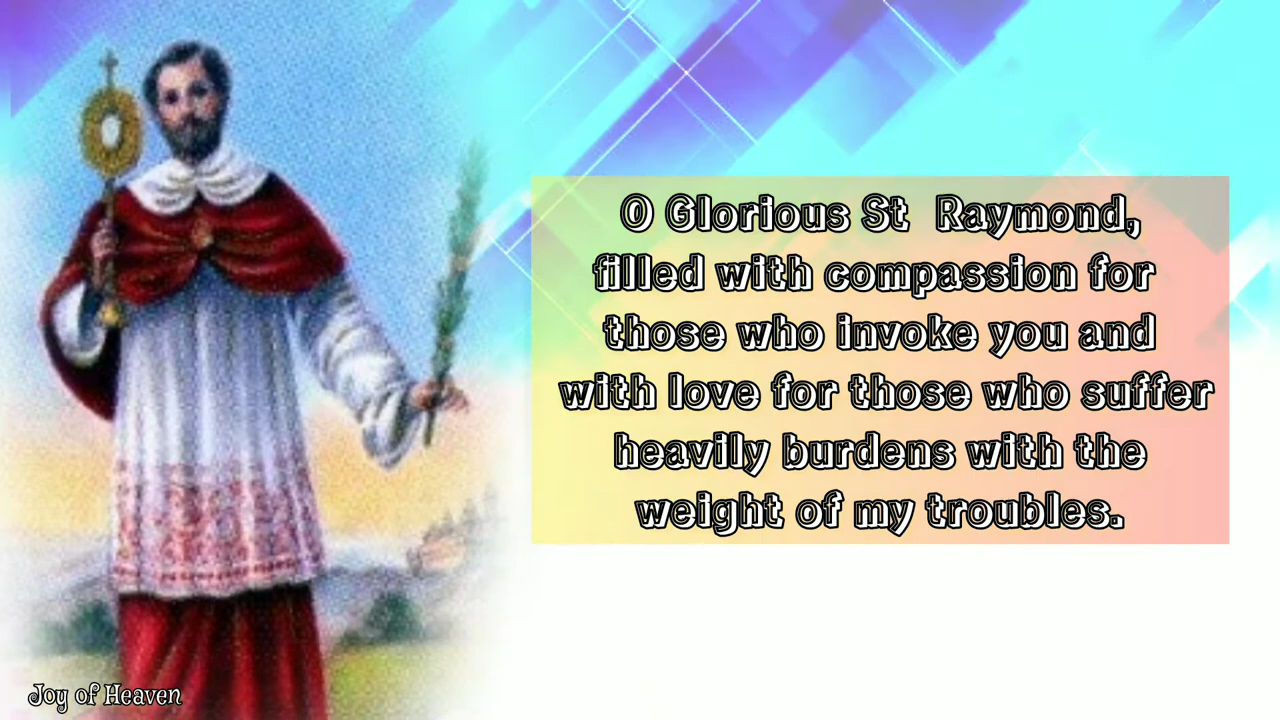 O Glorious St  Raymond,
filled with compassion for
those who invoke you and
with love for those who suffer
heavily burdens with the
weight of my troubles.
Joy of Heaven